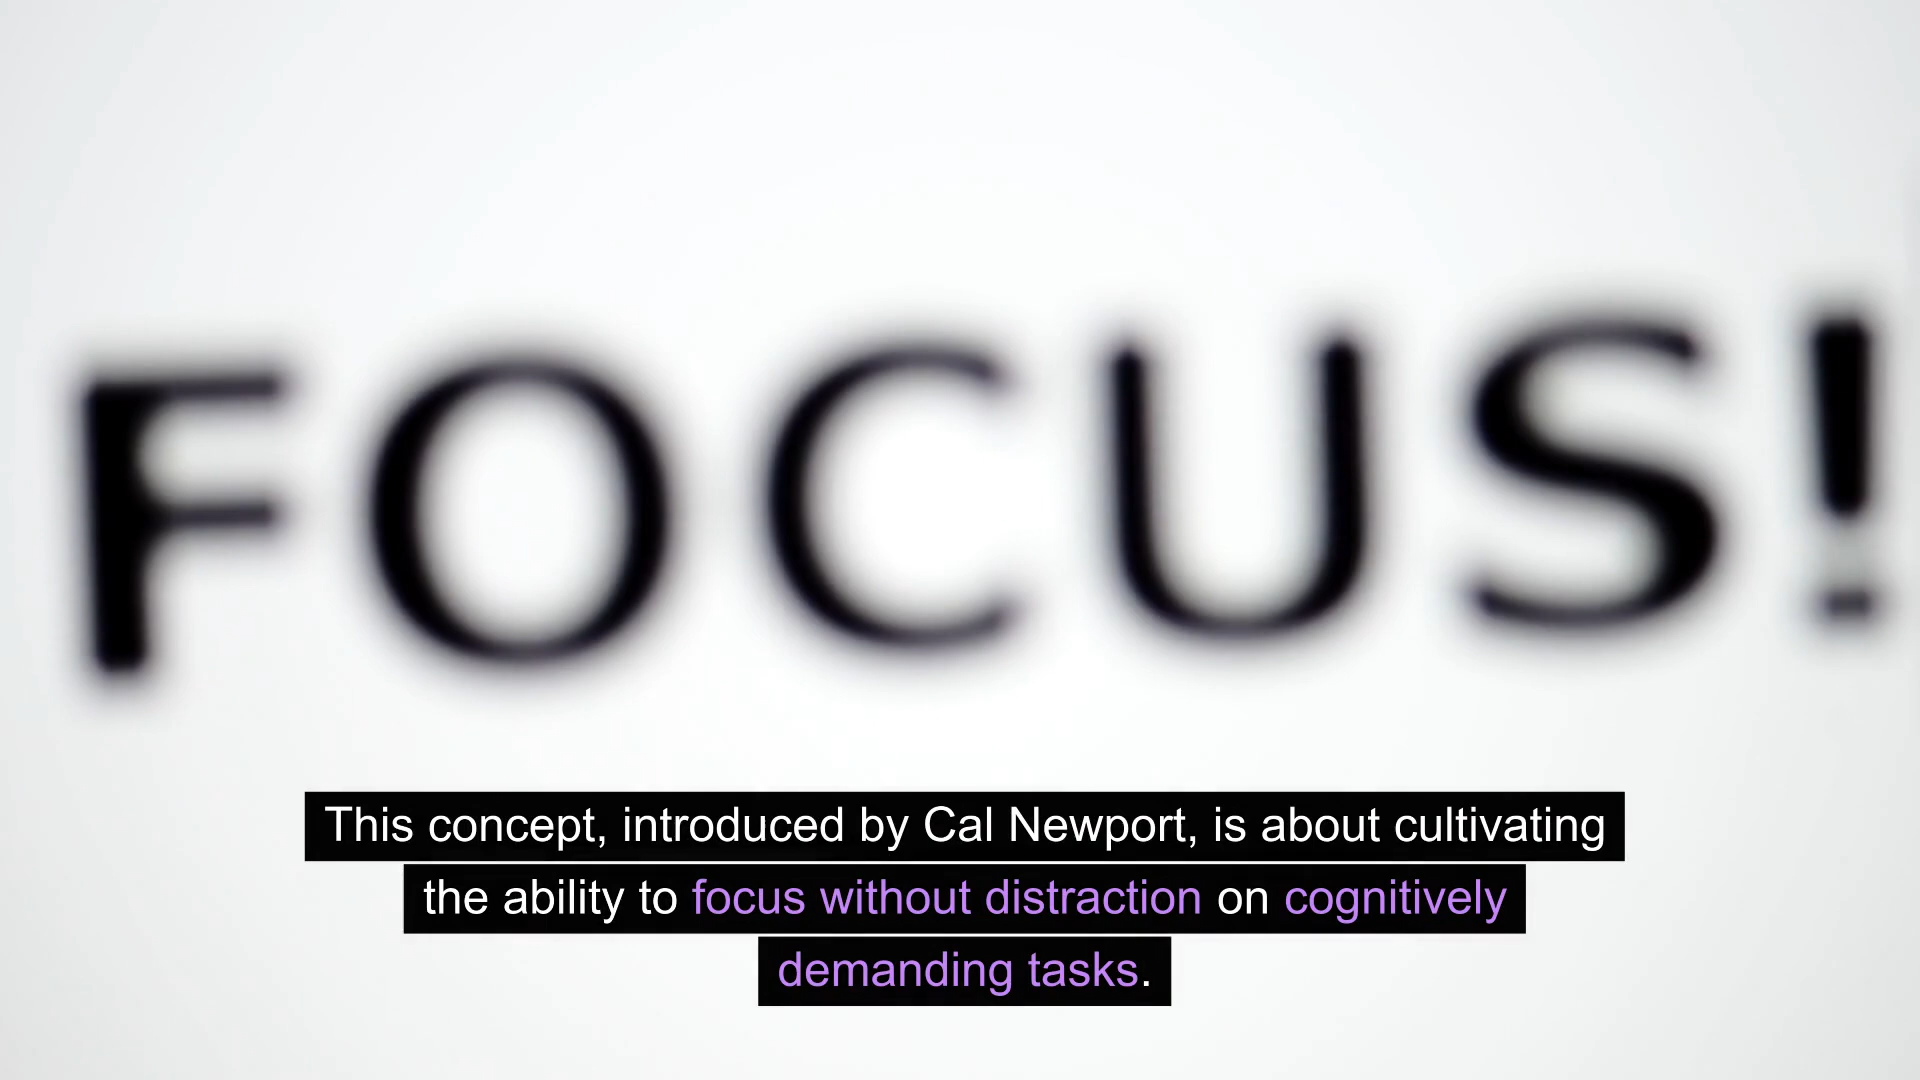 FOCUS!
This concept, introduced by Cal Newport, is about cultivating
the ability to focus without distraction on cognitively
demanding tasks.